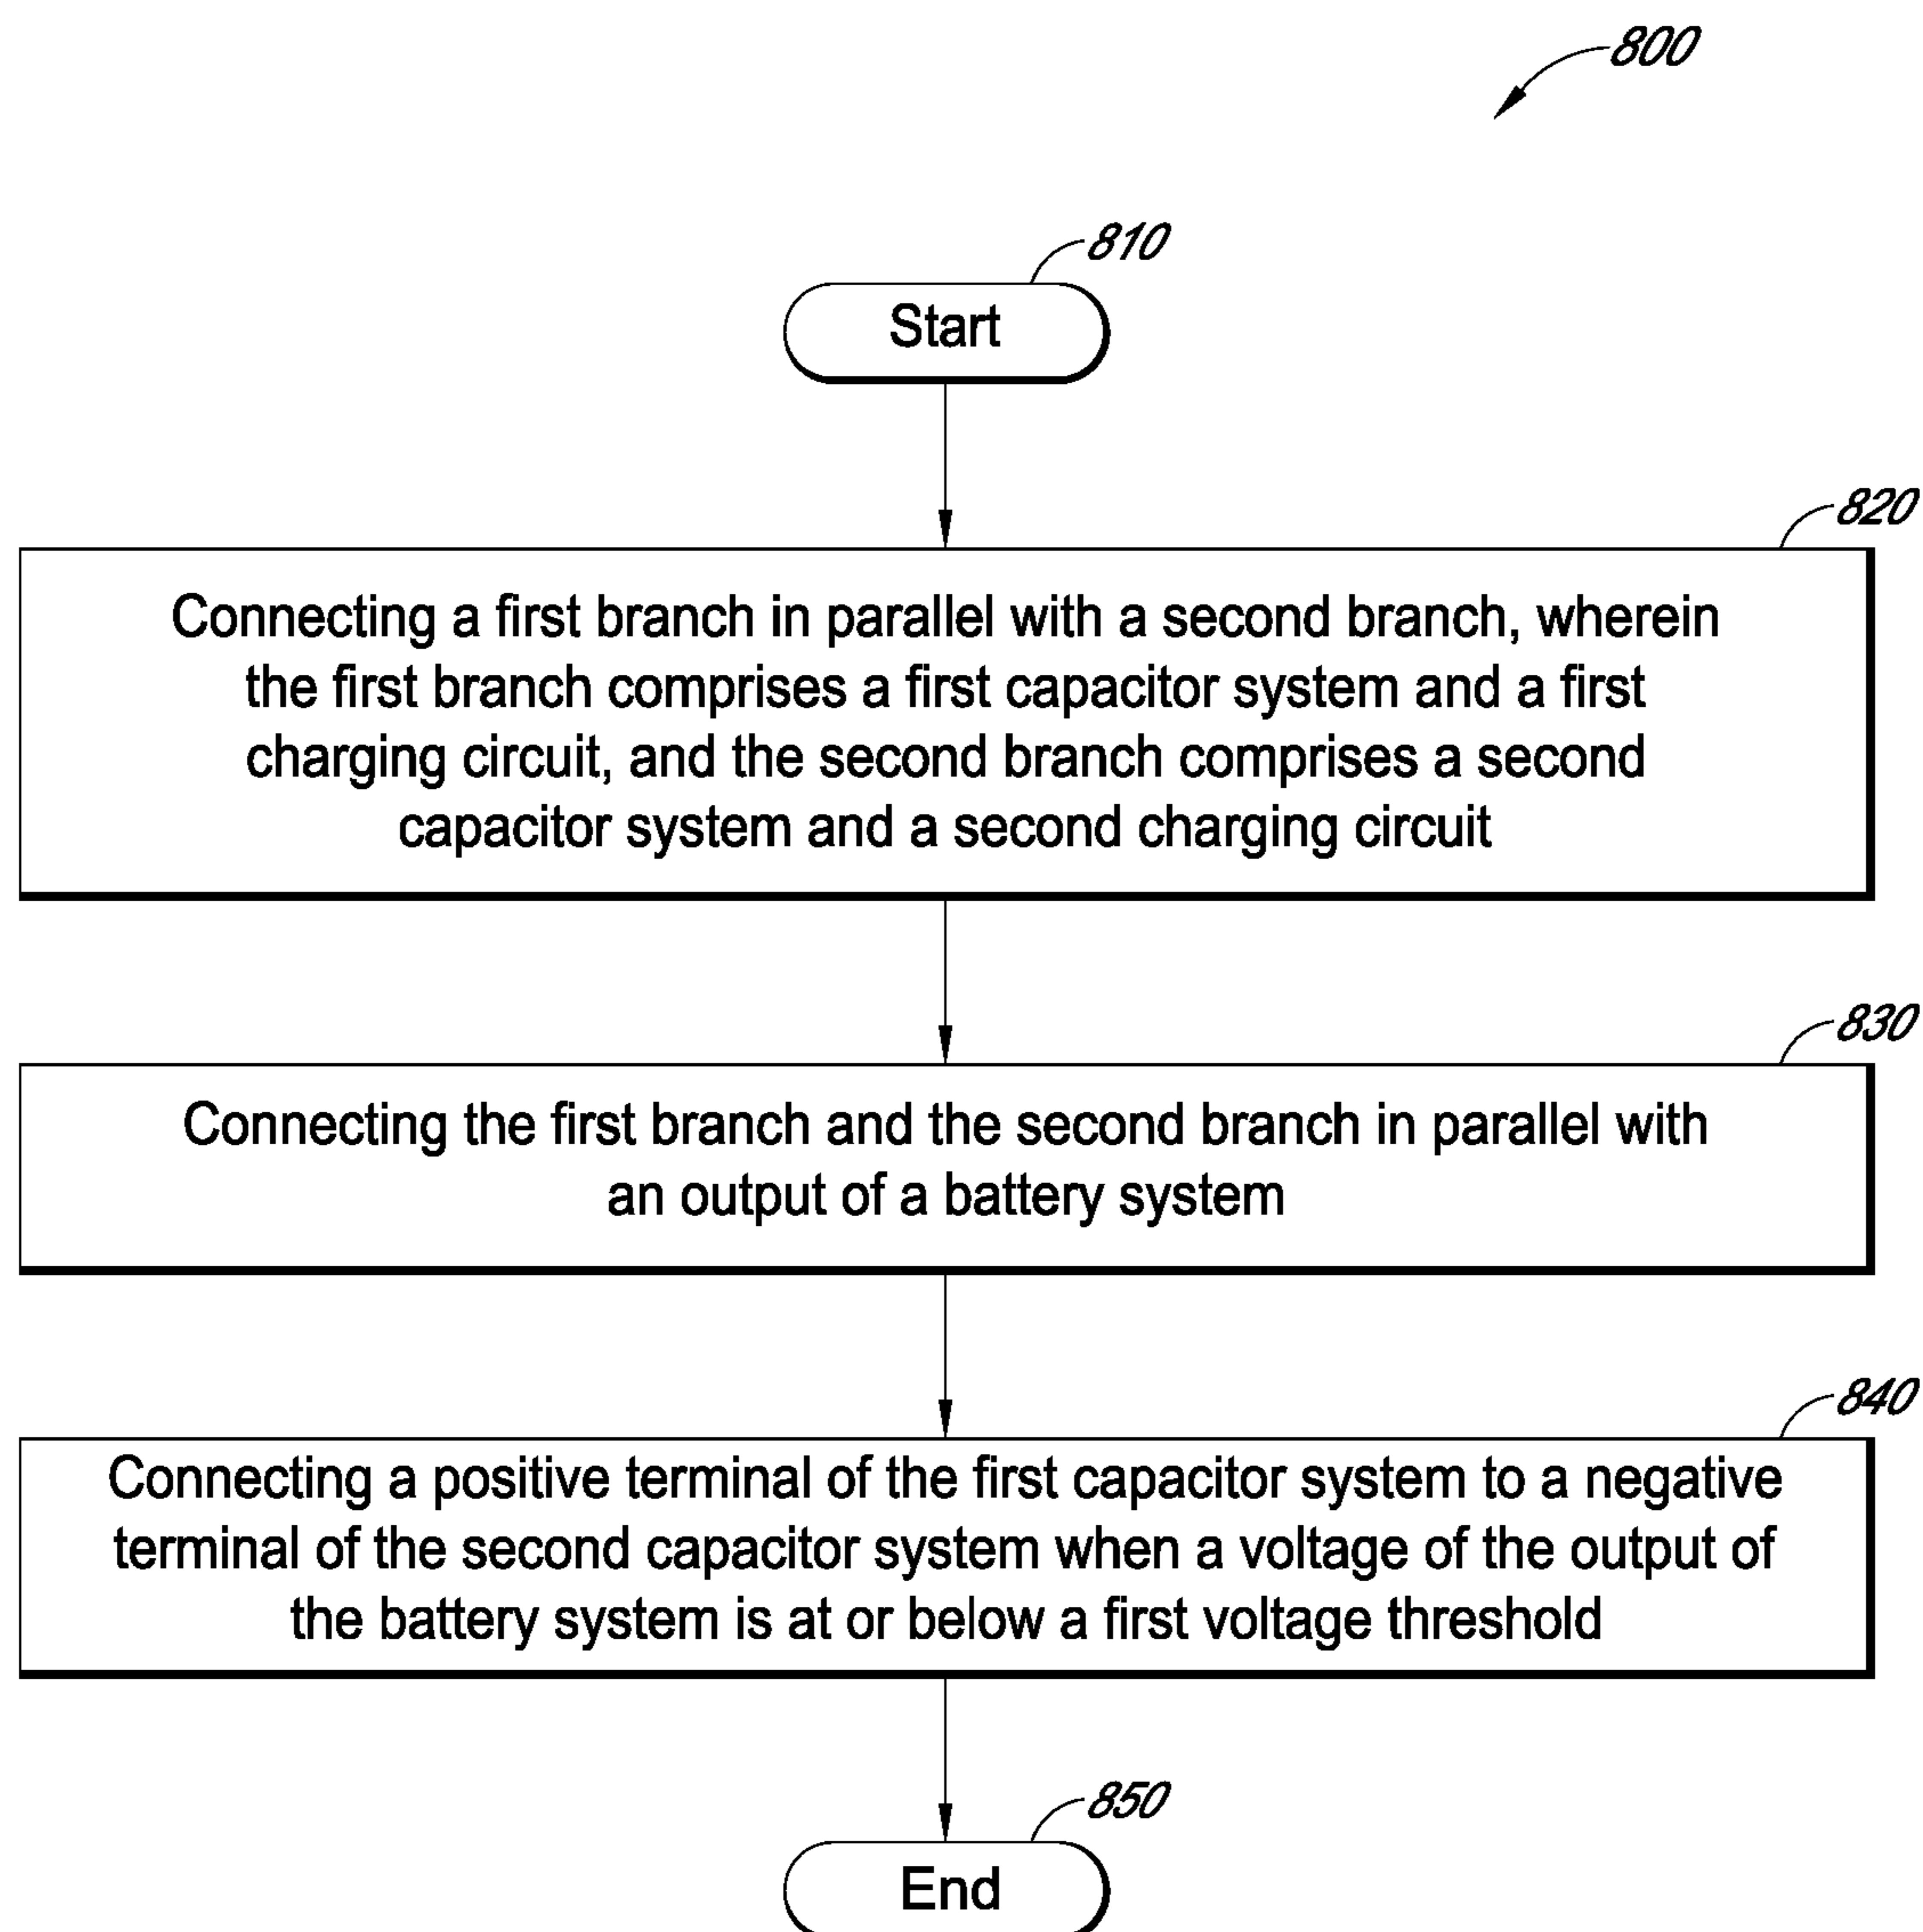 800
810
Start
820
Connecting a first branch in parallel with a second branch, wherein
the first branch comprises a first capacitor system and a first
charging circuit, and the second branch comprises a second
capacitor system and a second charging circuit
830
Connecting the first branch and the second branch in parallel with
an output of a battery system
840
Connecting a positive terminal of the first capacitor system to a negative
terminal of the second capacitor system when a voltage of the output of
the battery system is at or below a first voltage threshold
850
End